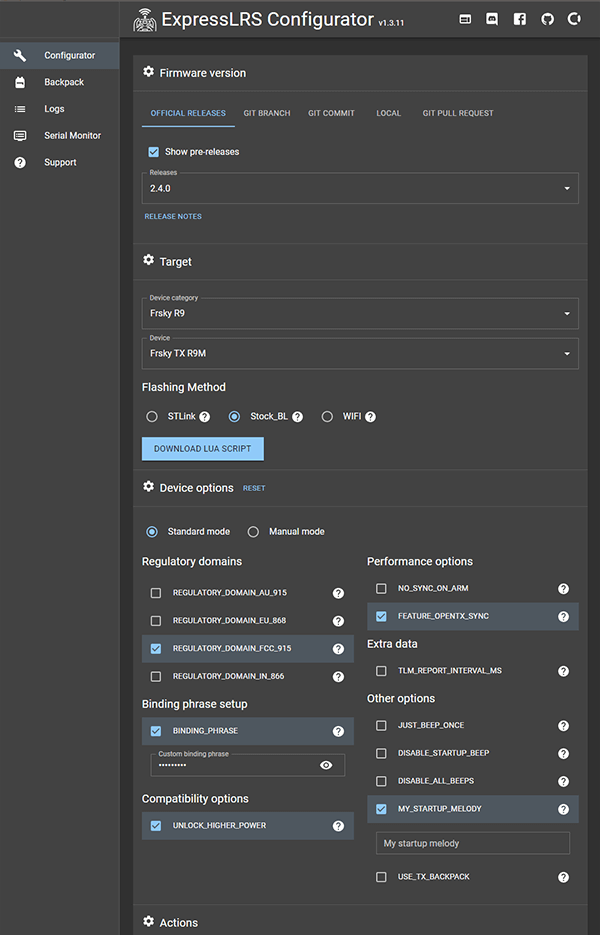 ExpressLRS Configurator v1.3.11
Configurator
Backpack
Logs
Serial Monitor
Support
Firmware version
OFFICIAL RELEASES GIT BRANCH GIT COMMIT LOCAL GIT PULL REQUEST
Show pre-releases
Releases
2.4.0
RELEASE NOTES
Target
Device category
Frsky R9
Device
Frsky TX R9M
Flashing Method
STLink ? Stock_BL ? WIFI ?
DOWNLOAD LUA SCRIPT
Device options RESET
Standard mode Manual mode
Regulatory domains
REGULATORY_DOMAIN_AU_915 ?
REGULATORY_DOMAIN_EU_868 ?
REGULATORY_DOMAIN_FCC_915 ?
REGULATORY_DOMAIN_IN_866 ?
Binding phrase setup
BINDING_PHRASE ?
Custom binding phrase
•••••••••
Compatibility options
UNLOCK_HIGHER_POWER ?
Performance options
NO_SYNC_ON_ARM ?
FEATURE_OPENTX_SYNC ?
Extra data
TLM_REPORT_INTERVAL_MS ?
Other options
JUST_BEEP_ONCE ?
DISABLE_STARTUP_BEEP ?
DISABLE_ALL_BEEPS ?
MY_STARTUP_MELODY ?
My startup melody
USE_TX_BACKPACK ?
Actions